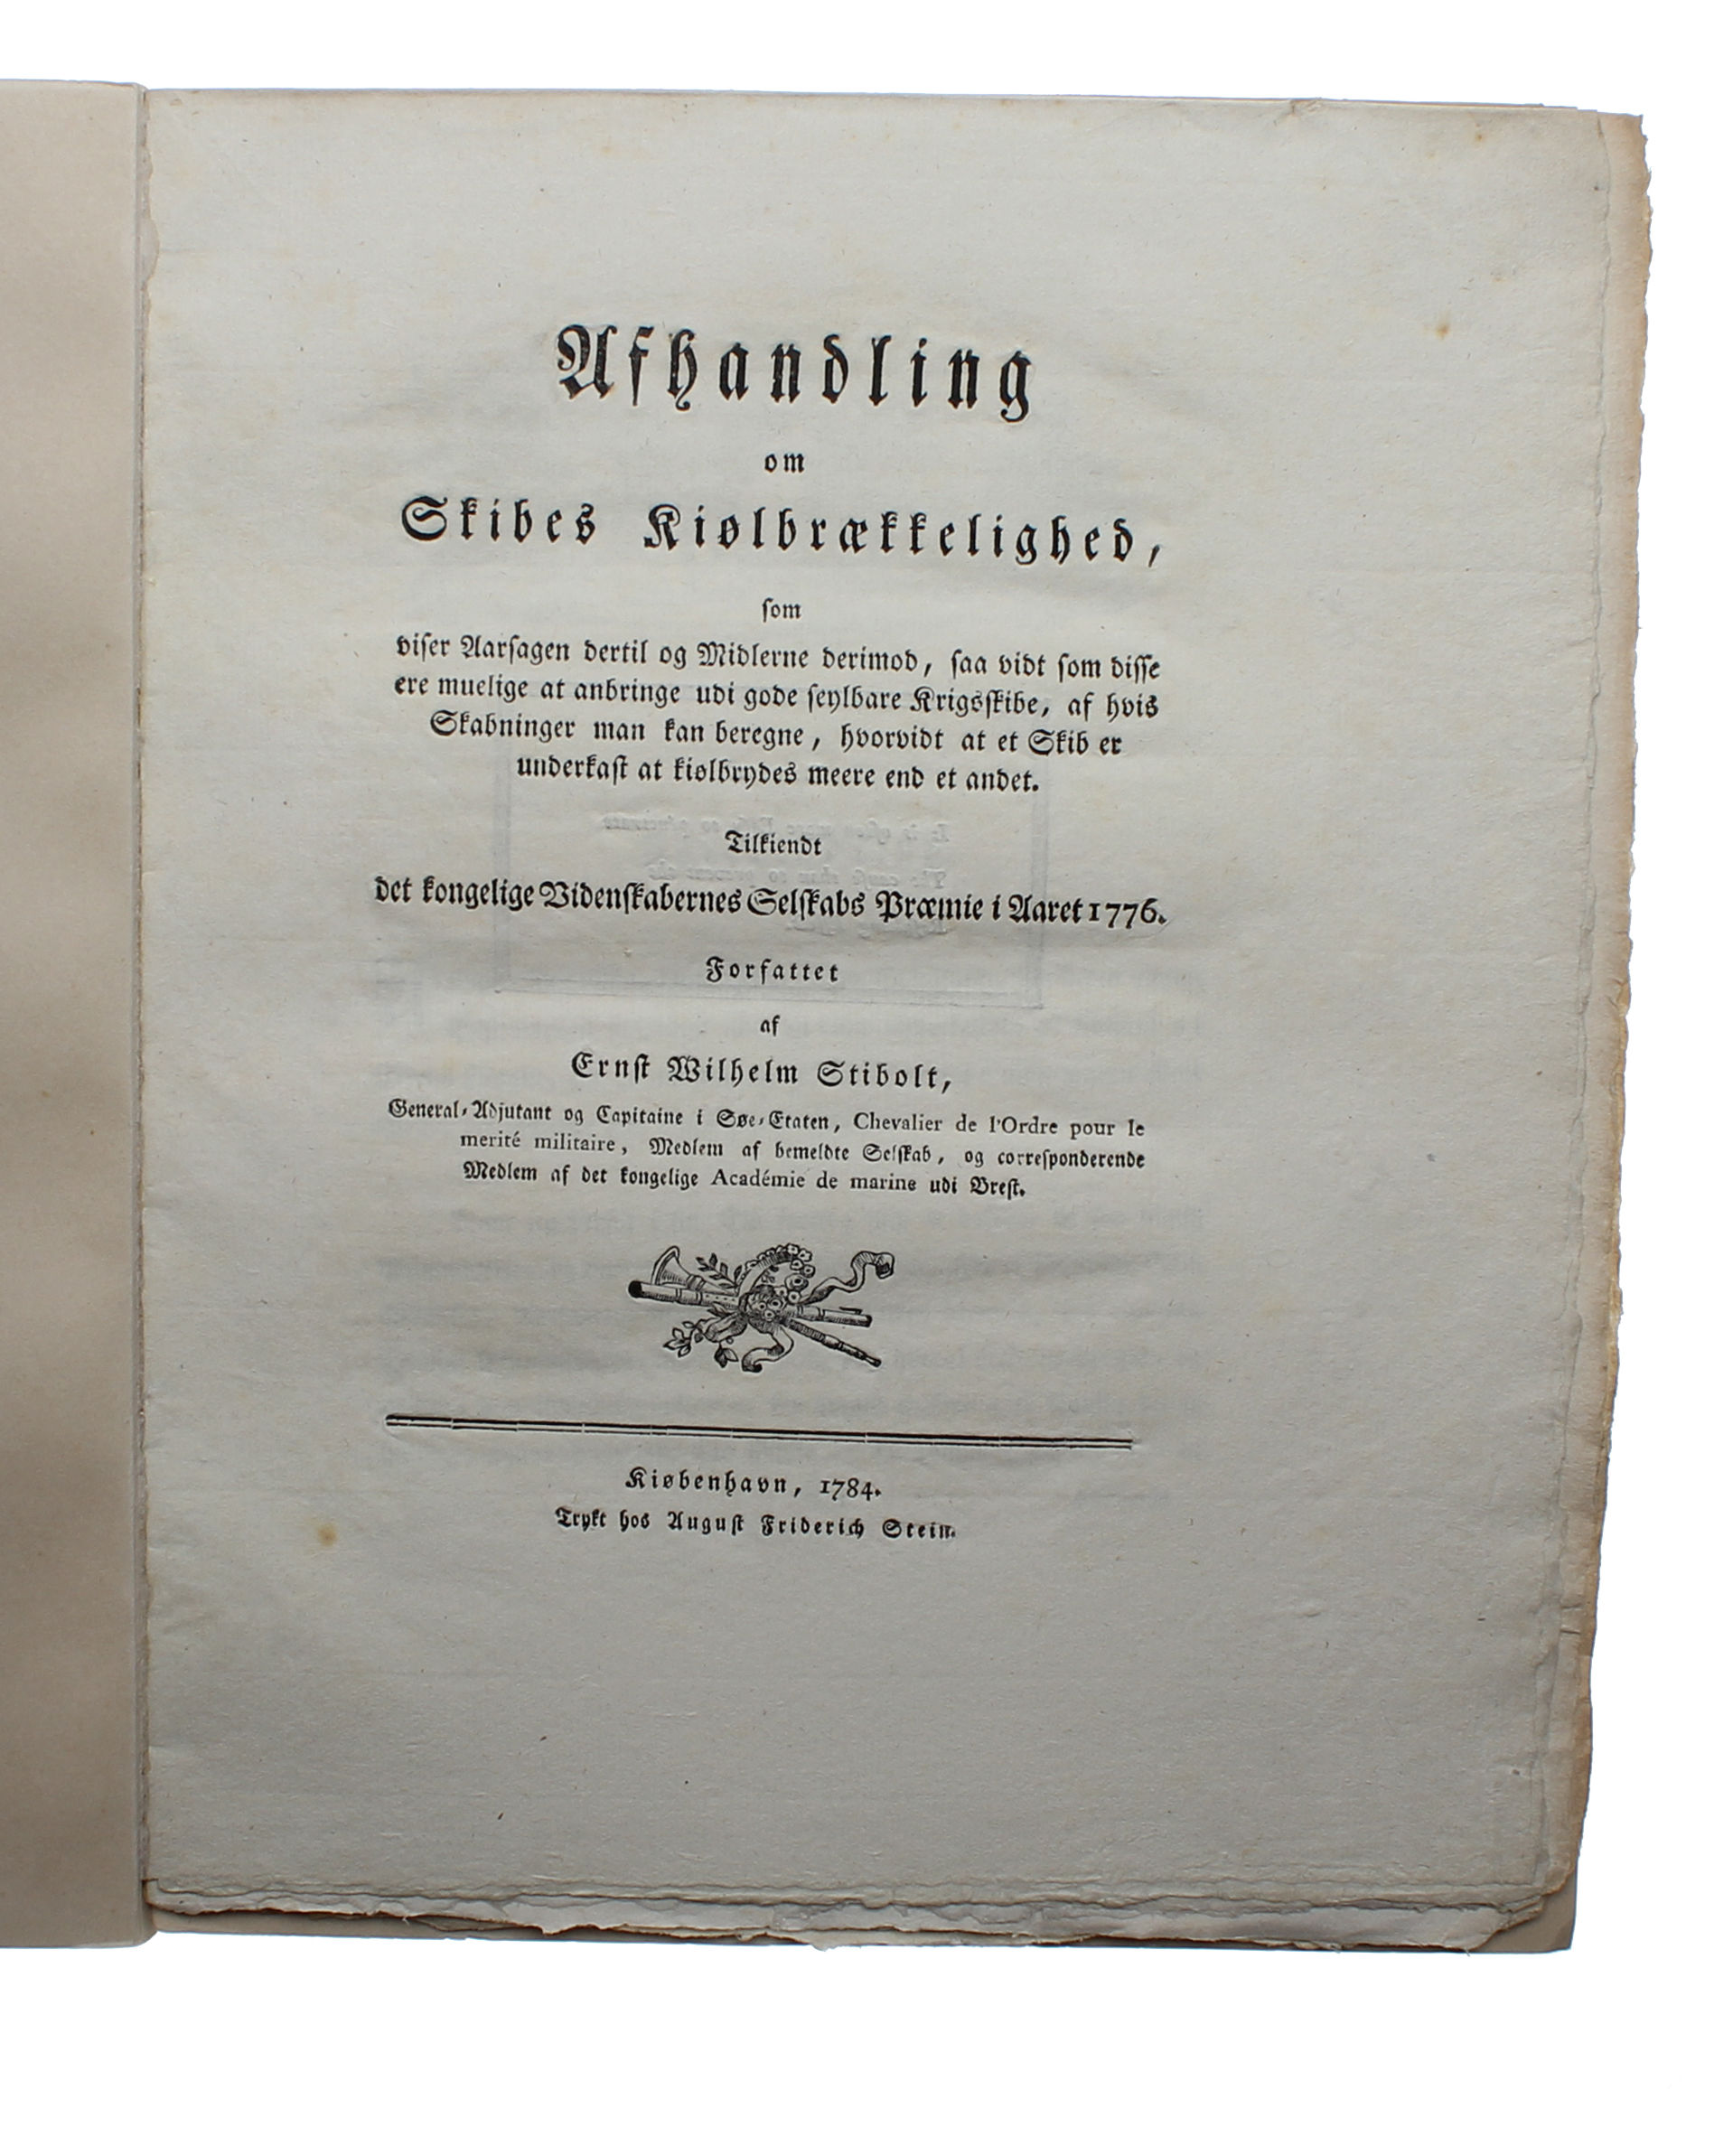 Afhandling
om
Skibes Kiølbrækkelighed,
ſom
viſer Aarſagen dertil og Midlerne derimod, ſaa vidt ſom diſſe
ere muelige at anbringe udi gode ſeylbare Krigsſkibe, af hvis
Skabninger man kan beregne, hvorvidt at et Skib er
underkaſt at kiølbrydes meere end et andet.
Tilkiendt
det kongelige Videnſkabernes Selſkabs Præmie i Aaret 1776.
Forfattet
af
Ernſt Wilhelm Stibolt,
General-Adjutant og Capitaine i Søe-Etaten, Chevalier de l'Ordre pour le
merité militaire, Medlem af bemeldte Selſkab, og correſponderende
Medlem af det kongelige Académie de marine udi Breſt.
Kiøbenhavn, 1784.
Trykt hos Auguſt Friderich Stein.